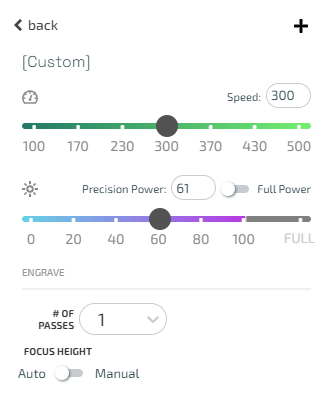 back
[Custom]
Speed: 300
100 170 230 300 370 430 500
Precision Power: 61 Full Power
0 20 40 60 80 100 FULL
ENGRAVE
# OF
PASSES
1
FOCUS HEIGHT
Auto Manual